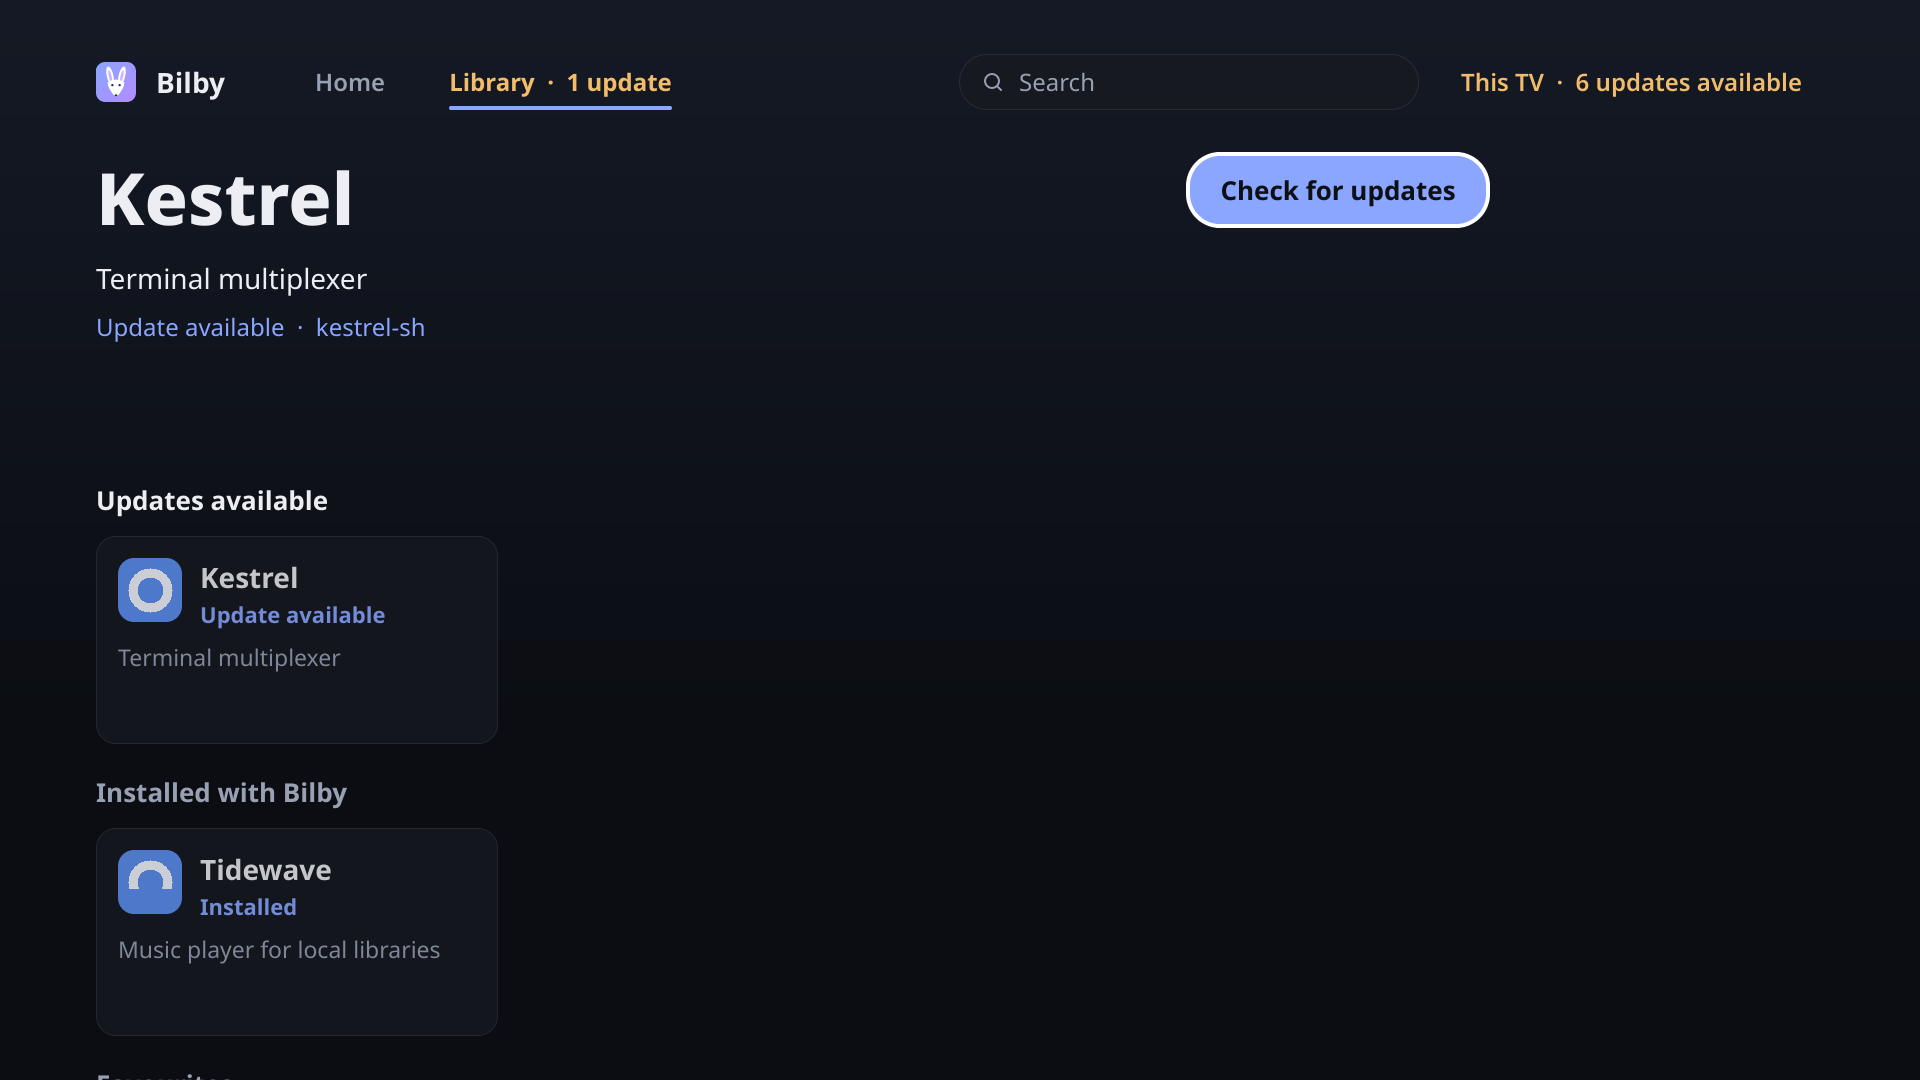 Bilby
Home
Library · 1 update
Search
This TV · 6 updates available
Kestrel
Check for updates
Terminal multiplexer
Update available · kestrel-sh
Updates available
Kestrel
Update available
Terminal multiplexer
Installed with Bilby
Tidewave
Installed
Music player for local libraries